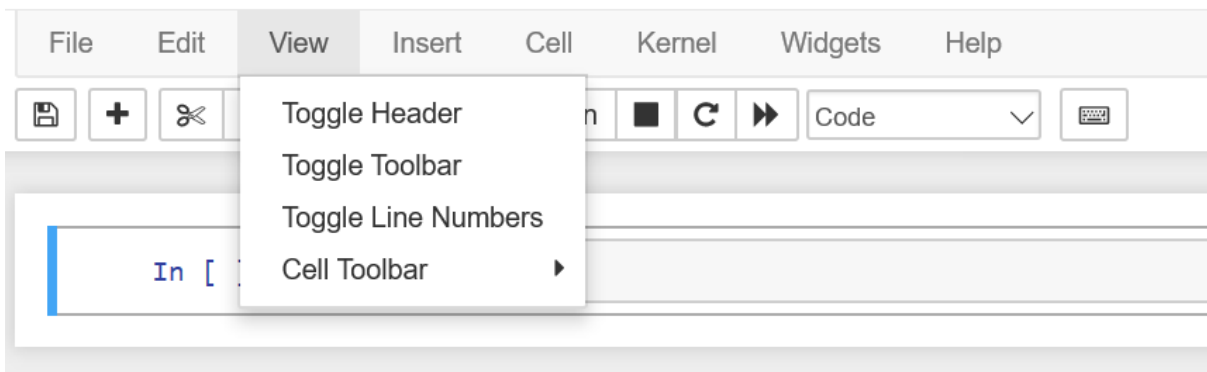 File Edit View Insert Cell Kernel Widgets Help
Toggle Header
n
Code
Toggle Toolbar
Toggle Line Numbers
In [
Cell Toolbar